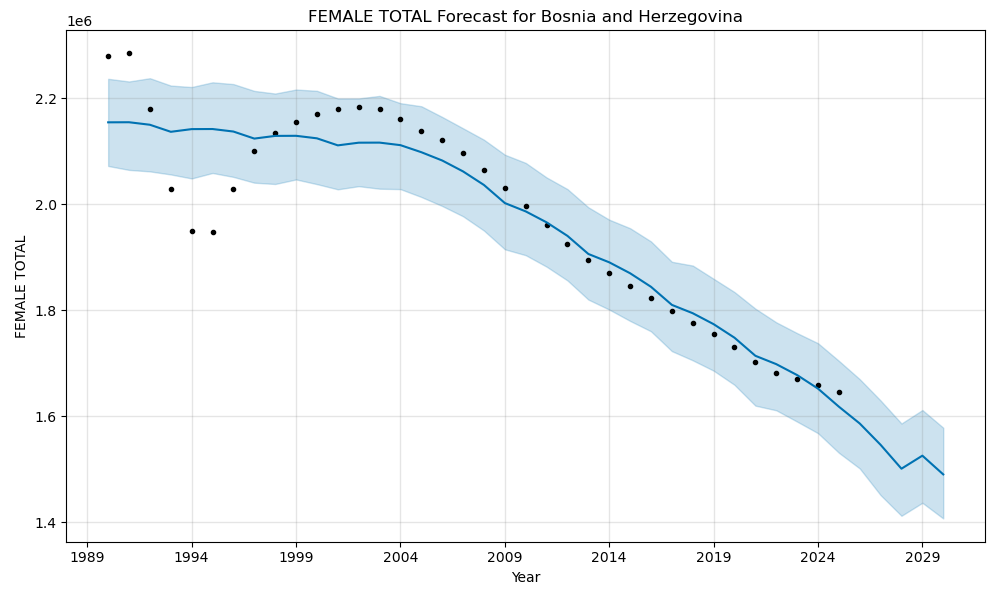 FEMALE TOTAL Forecast for Bosnia and Herzegovina
1e6
2.2
2.0
1.8
1.6
1.4
FEMALE TOTAL
1989 1994 1999 2004 2009 2014 2019 2024 2029
Year